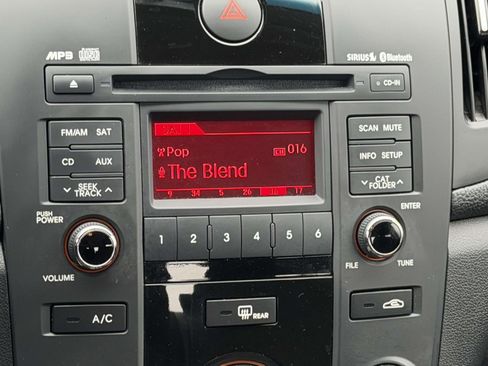 MP3
SIRIUS Bluetooth
CD-IN
SAT
Pop CH 016
The Blend
9 34 5 26 16 17
FM/AM SAT
CD AUX
SEEK
TRACK
SCAN MUTE
INFO SETUP
CAT
FOLDER
1 2 3 4 5 6
PUSH
POWER
VOLUME
ENTER
FILE TUNE
A/C
REAR